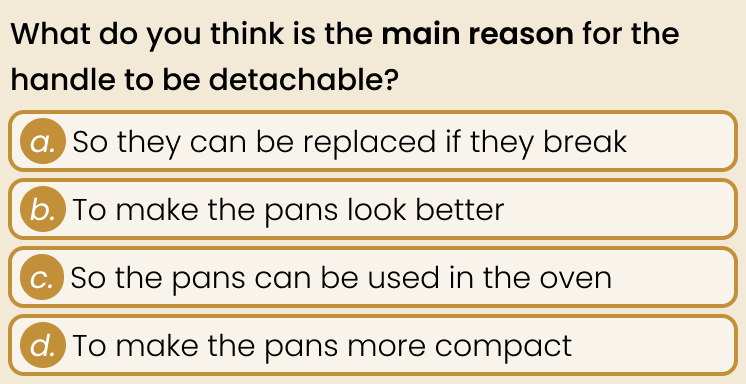 What do you think is the main reason for the
handle to be detachable?
a. So they can be replaced if they break
b. To make the pans look better
c. So the pans can be used in the oven
d. To make the pans more compact